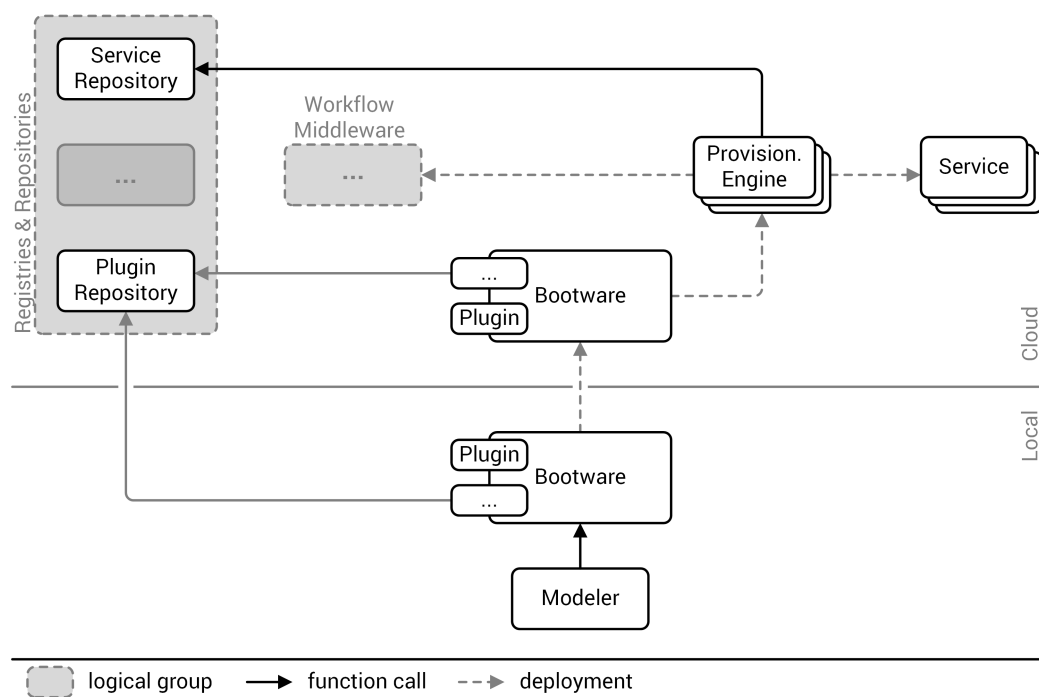 Service
Repository
Registries & Repositories
...
Plugin
Repository
Workflow
Middleware
...
Provision.
Engine
Service
...
Plugin
Bootware
Cloud
Local
Plugin
...
Bootware
Modeler
logical group
function call
deployment